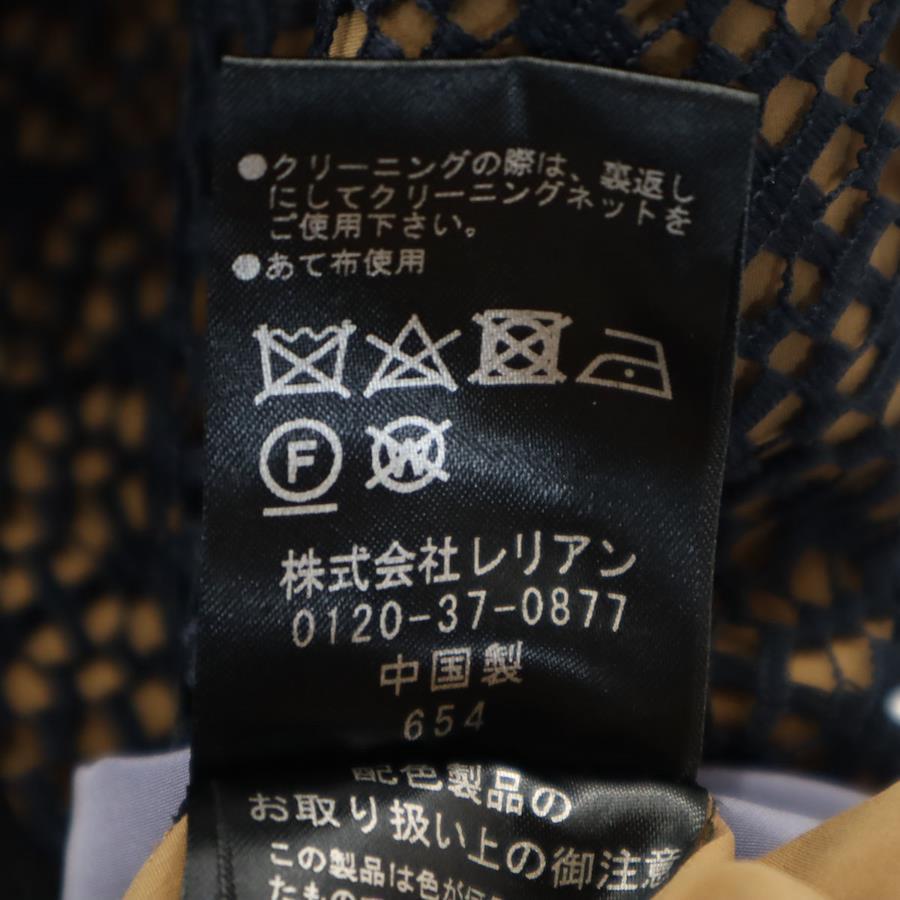 ●クリーニングの際は、裏返し
にしてクリーニングネットを
ご使用下さい。
●あて布使用
F
W
株式会社レリアン
0120-37-0877
中国製
654
配色製品の
お取り扱い上の御注意
この製品は色が
たもの